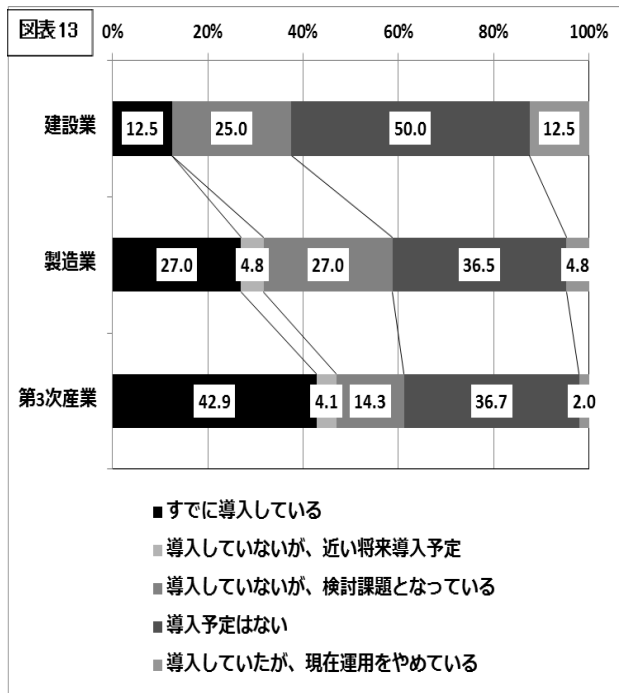 図表13
0% 20% 40% 60% 80% 100%
建設業 12.5 25.0 50.0 12.5
製造業 27.0 4.8 27.0 36.5 4.8
第3次産業 42.9 4.1 14.3 36.7 2.0
■すでに導入している
■導入していないが、近い将来導入予定
■導入していないが、検討課題となっている
■導入予定はない
■導入していたが、現在運用をやめている